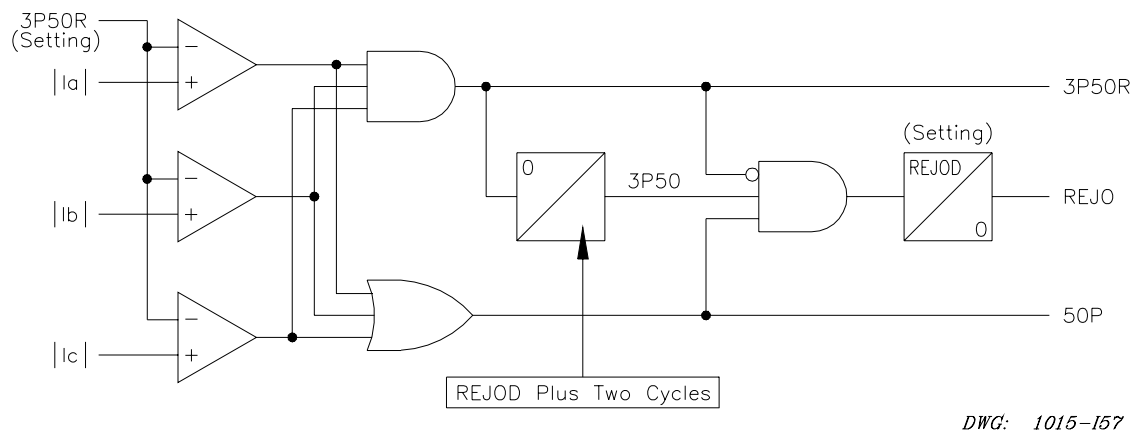 3P50R
(Setting)
|Ia|
|Ib|
|Ic|
−
+
−
+
−
+
0
3P50
(Setting)
REJOD
0
3P50R
REJO
50P
REJOD Plus Two Cycles
DWG: 1015-I57